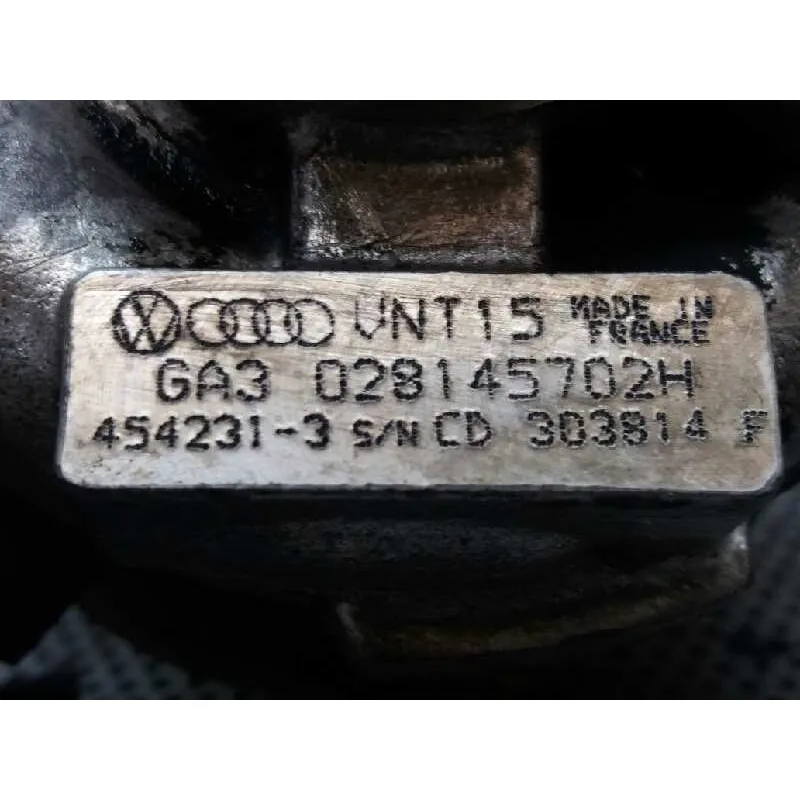 VNT15 MADE IN FRANCE
GA3 028145702H
454231-3 S/N CD 303814 F